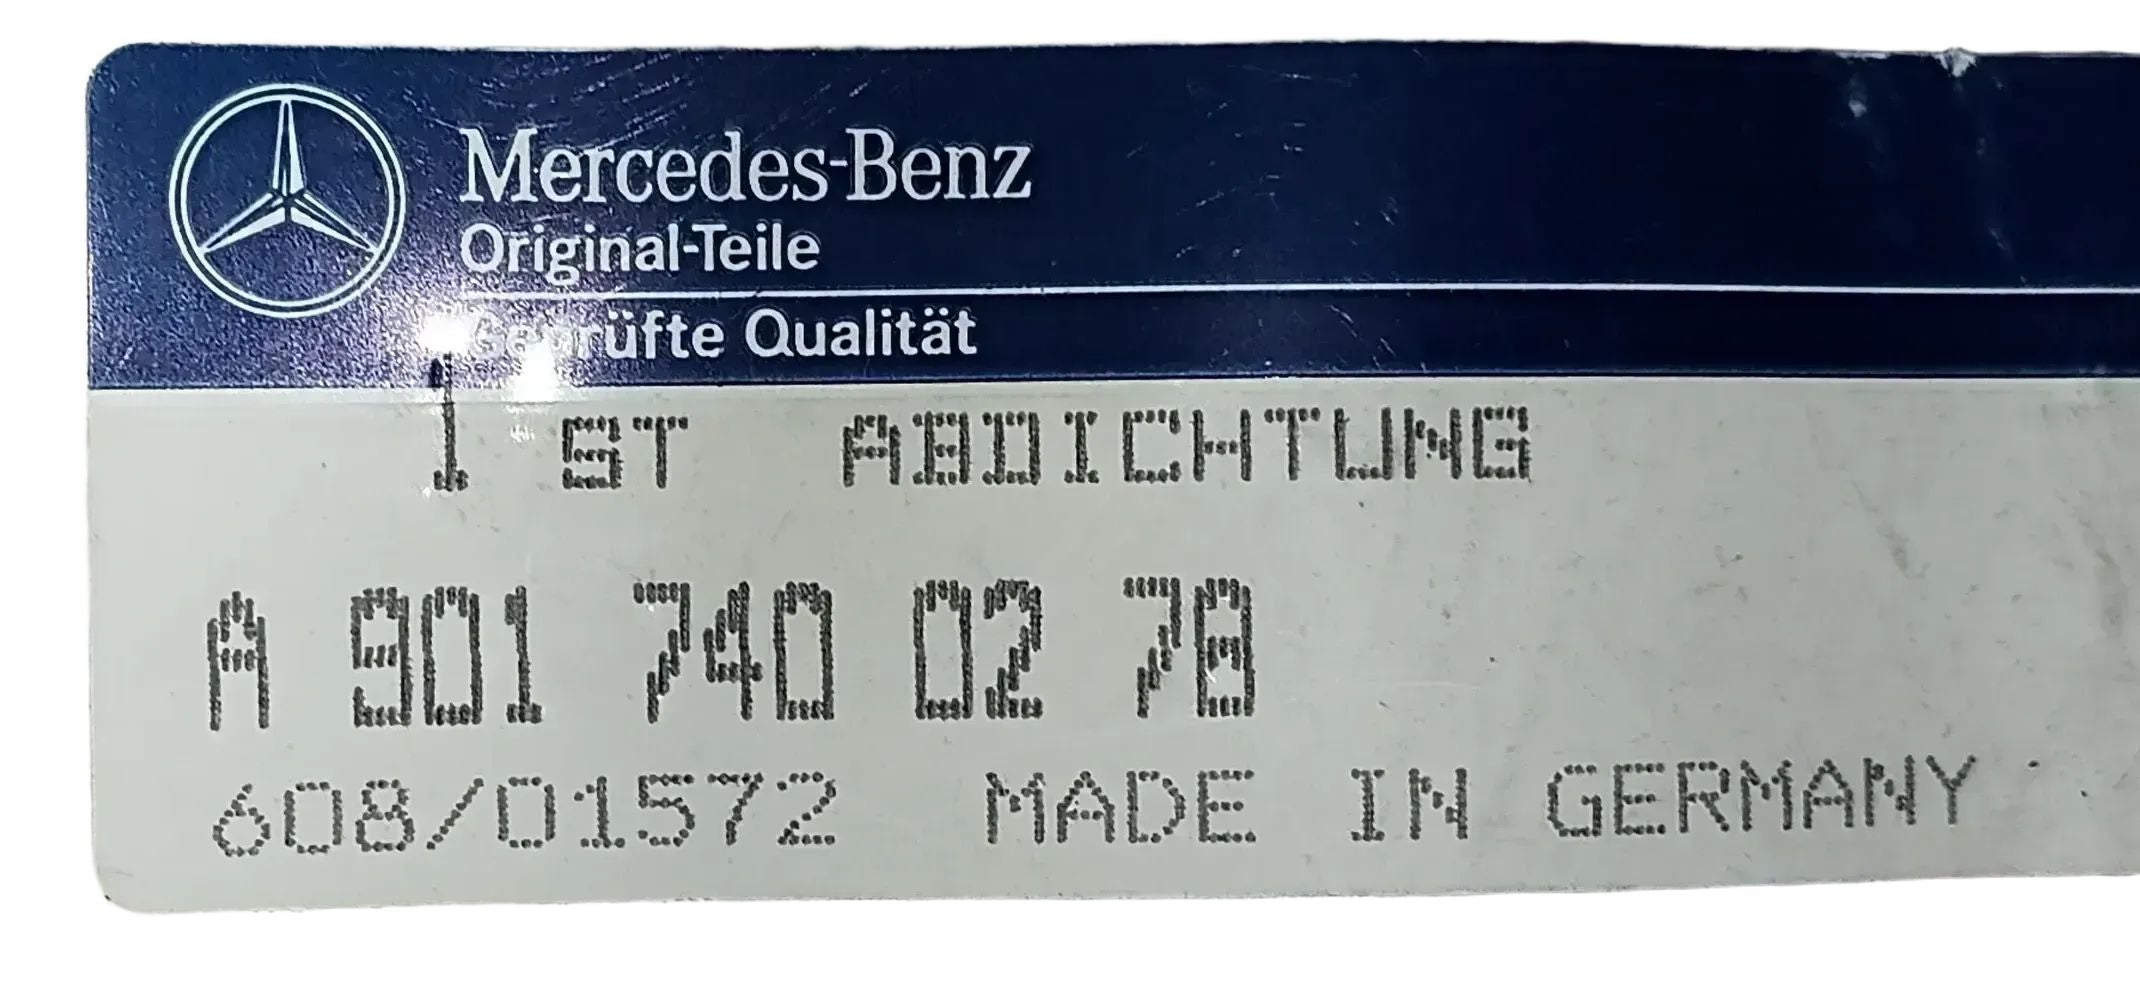 Mercedes-Benz
Original-Teile
Geprüfte Qualität
1 ST ABDICHTUNG
A 901 740 02 78
608/01572 MADE IN GERMANY